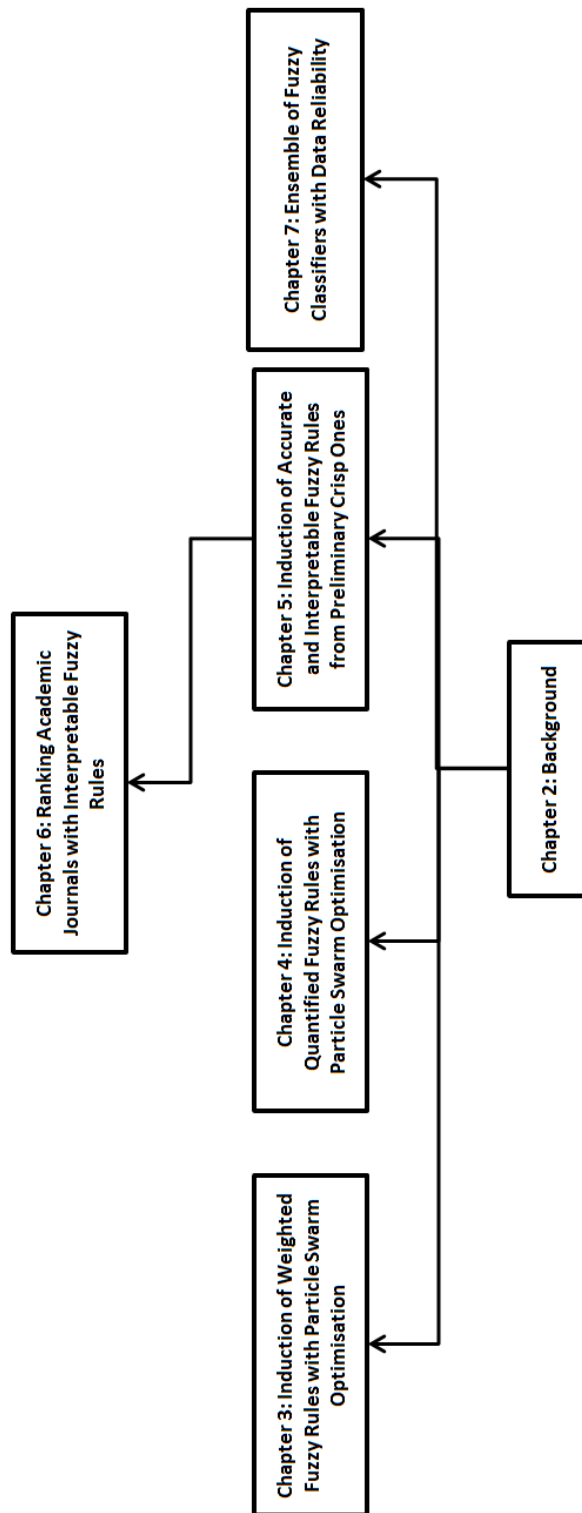 Chapter 2: Background
Chapter 3: Induction of Weighted
Fuzzy Rules with Particle Swarm
Optimisation
Chapter 4: Induction of
Quantified Fuzzy Rules with
Particle Swarm Optimisation
Chapter 5: Induction of Accurate
and Interpretable Fuzzy Rules
from Preliminary Crisp Ones
Chapter 6: Ranking Academic
Journals with Interpretable Fuzzy
Rules
Chapter 7: Ensemble of Fuzzy
Classifiers with Data Reliability